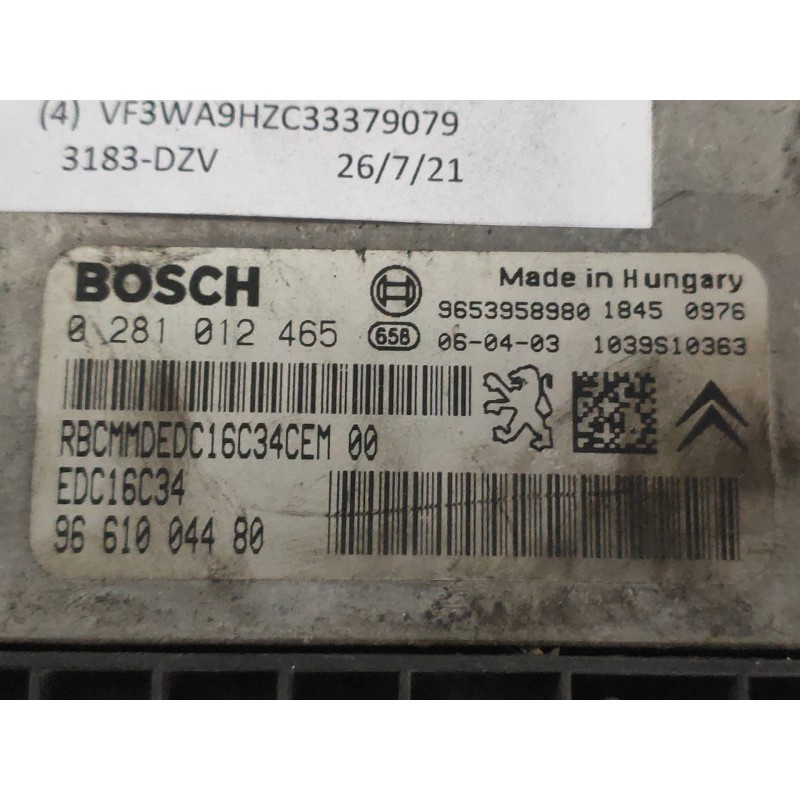 (4) VF3WA9HZC33379079
3183-DZV 26/7/21
BOSCH Made in Hungary
9653958980 1845 0976
0 281 012 465 658 06-04-03 1039S10363
RBCMMDEDC16C34CEM 00
EDC16C34
96 610 044 80